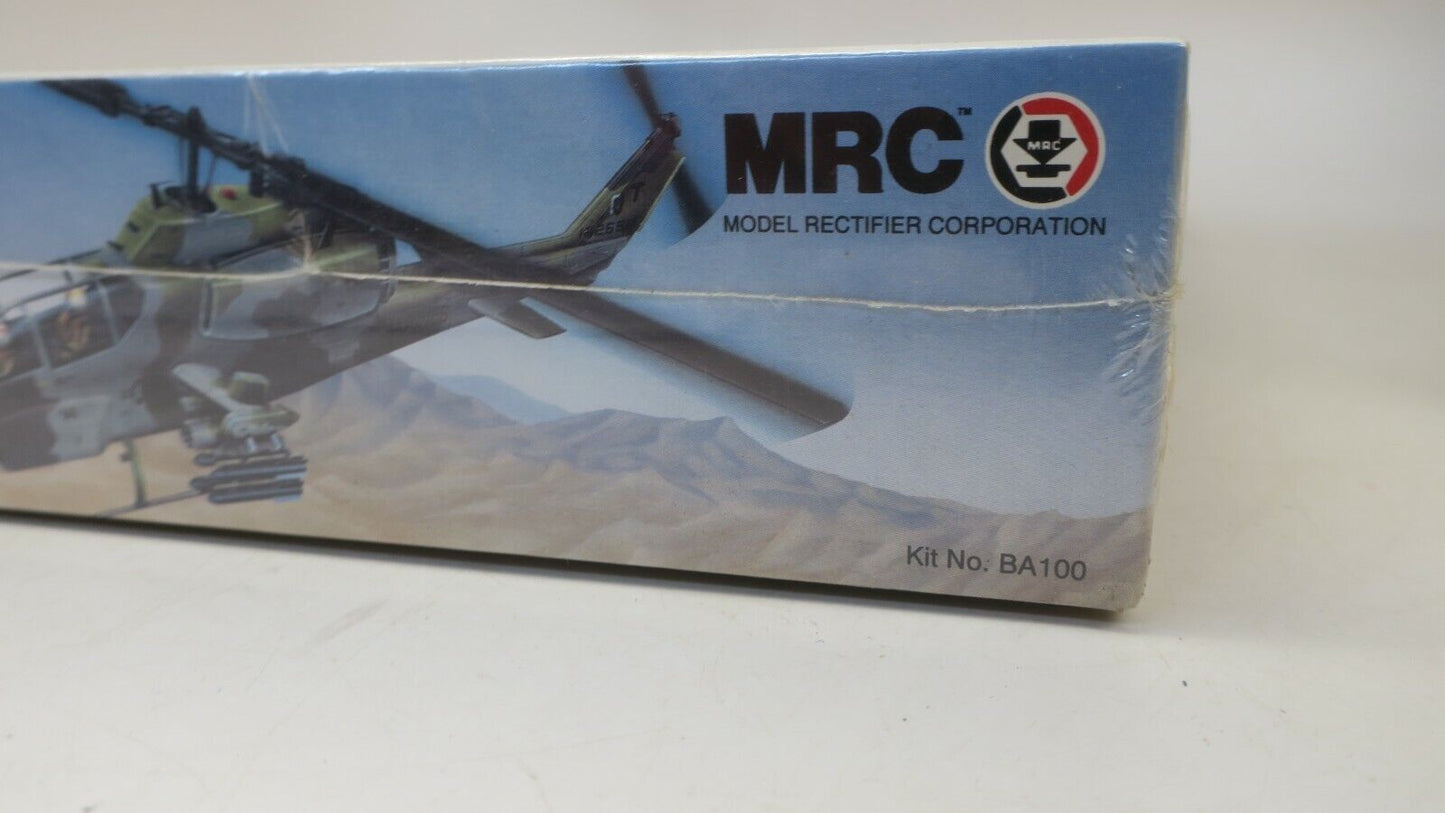 MRC™
MRC
MODEL RECTIFIER CORPORATION
Kit No. BA100